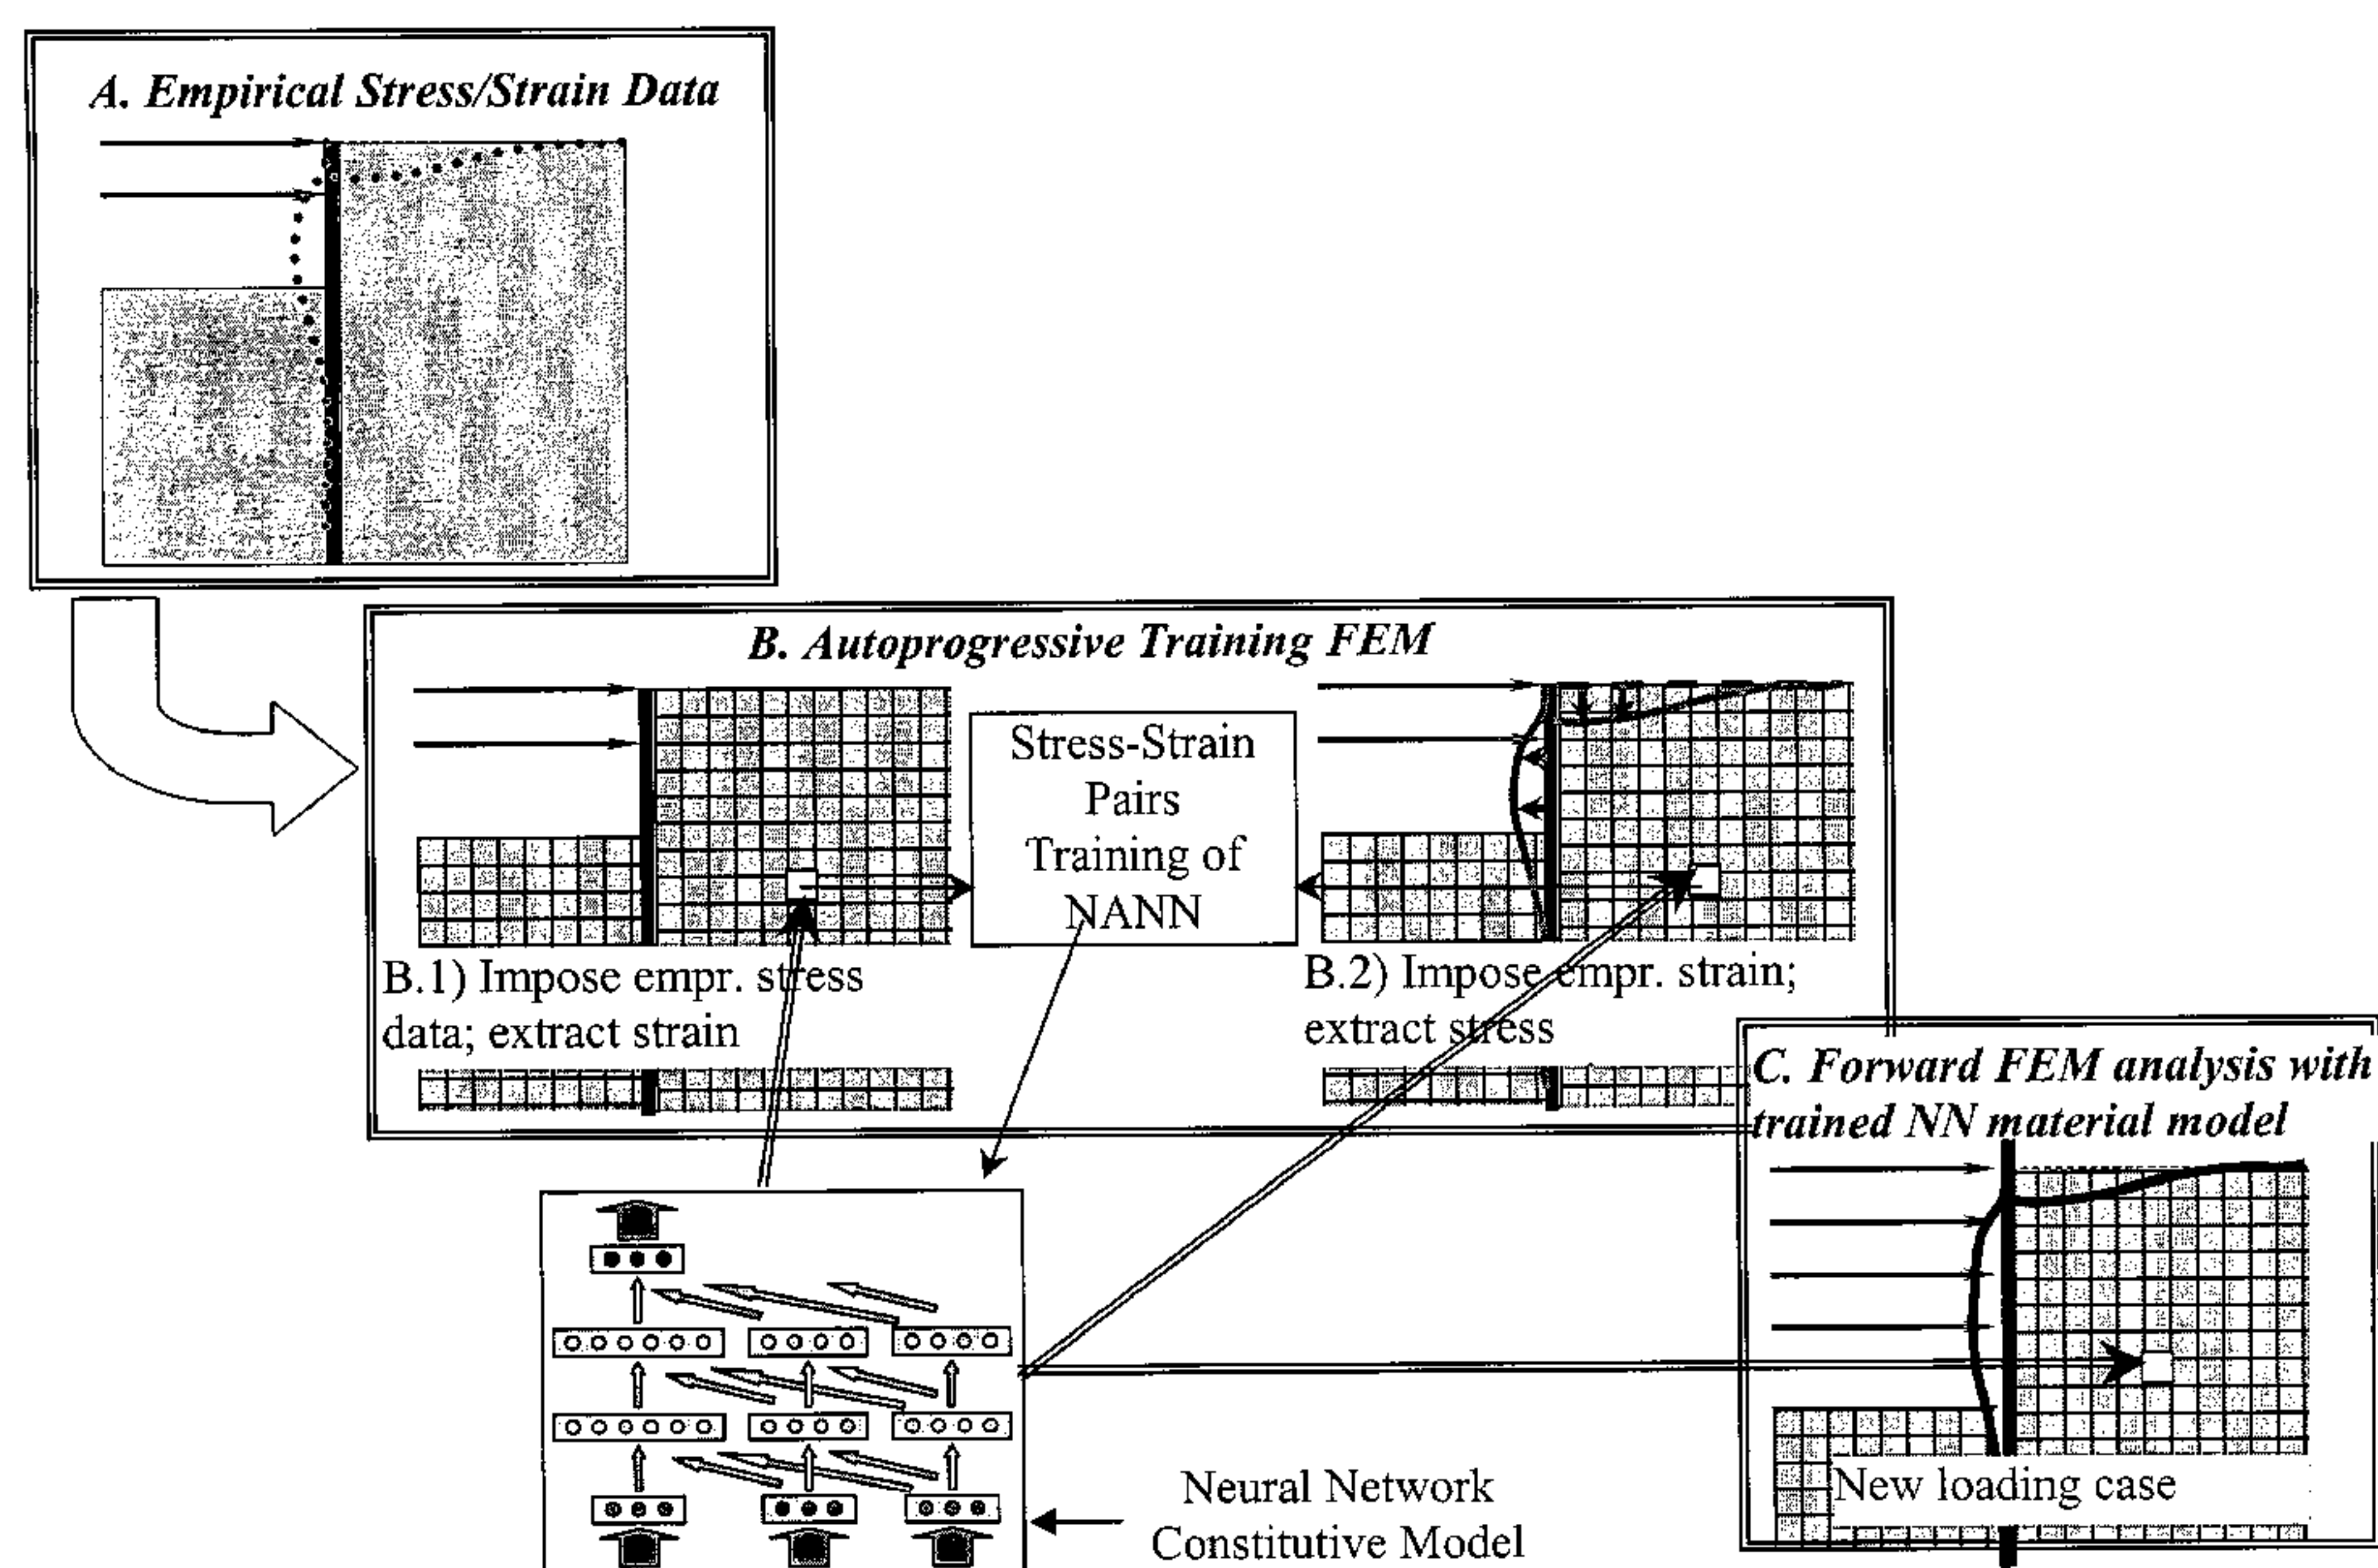 A. Empirical Stress/Strain Data
B. Autoprogressive Training FEM
Stress-Strain
Pairs
Training of
NANN
B.1) Impose empr. stress
data; extract strain
B.2) Impose empr. strain;
extract stress
C. Forward FEM analysis with
trained NN material model
New loading case
Neural Network
Constitutive Model